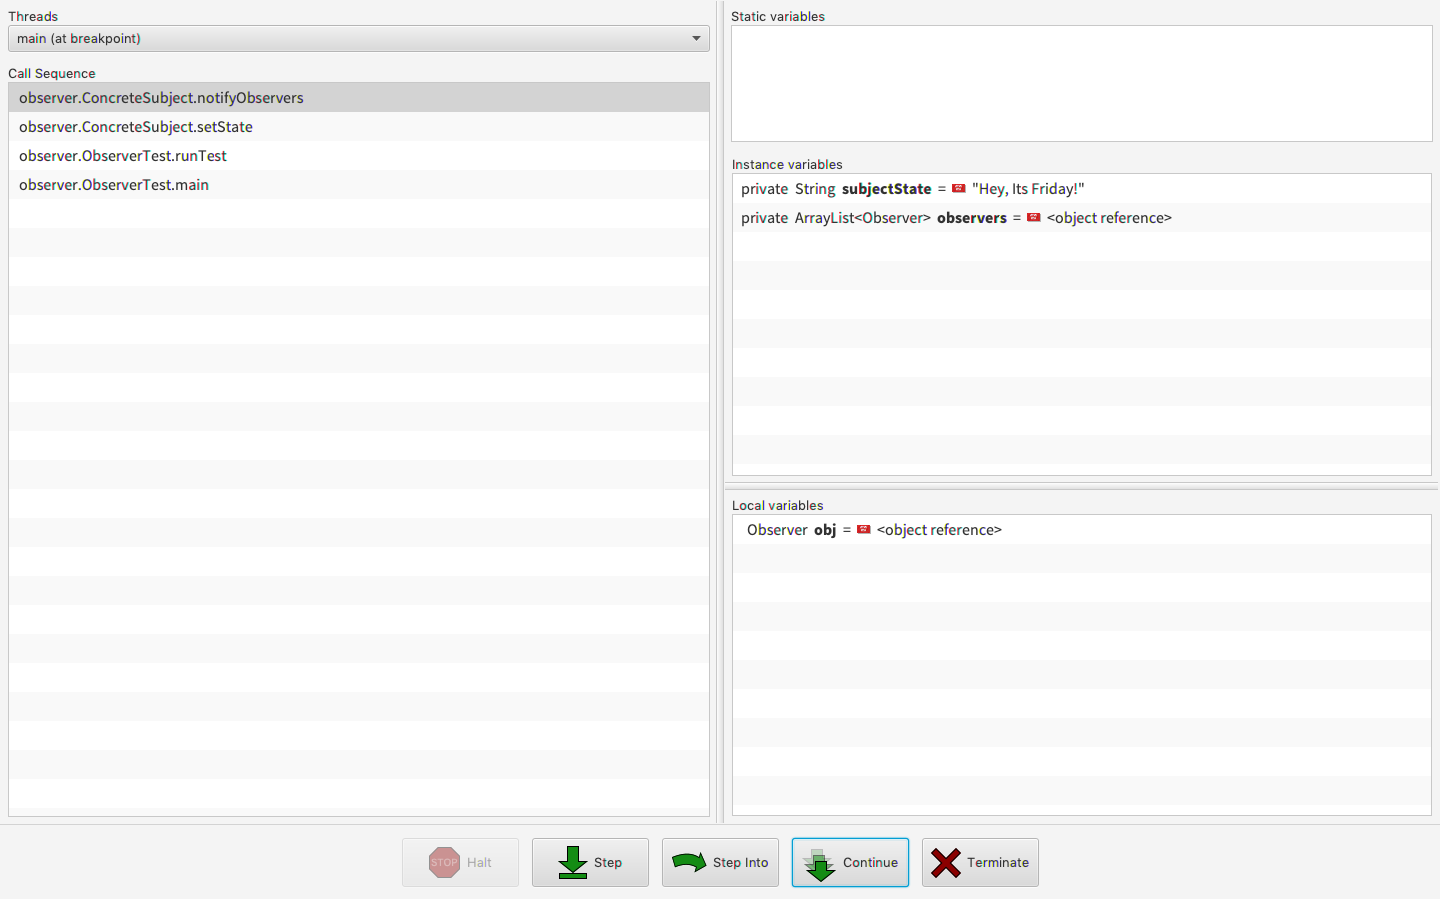 Threads
main (at breakpoint)
Call Sequence
observer.ConcreteSubject.notifyObservers
observer.ConcreteSubject.setState
observer.ObserverTest.runTest
observer.ObserverTest.main
Static variables
Instance variables
private String subjectState = "Hey, Its Friday!"
private ArrayList<Observer> observers = <object reference>
Local variables
Observer obj = <object reference>
STOP Halt
Step
Step Into
Continue
Terminate